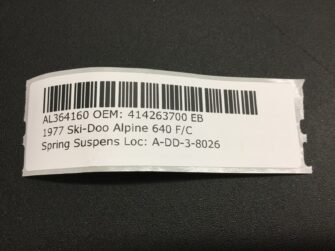 AL364160 OEM: 414263700 EB
1977 Ski-Doo Alpine 640 F/C
Spring Suspens Loc: A-DD-3-8026